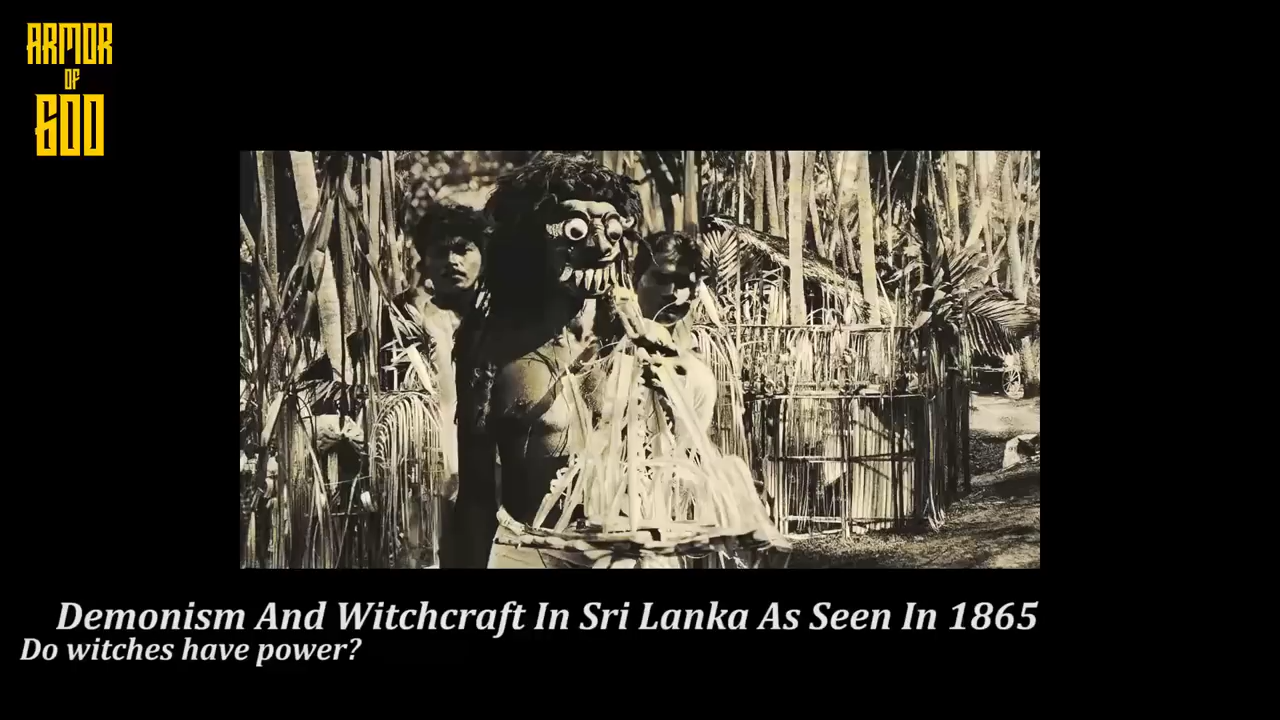 ARMOR
OF
GOD
Demonism And Witchcraft In Sri Lanka As Seen In 1865
Do witches have power?